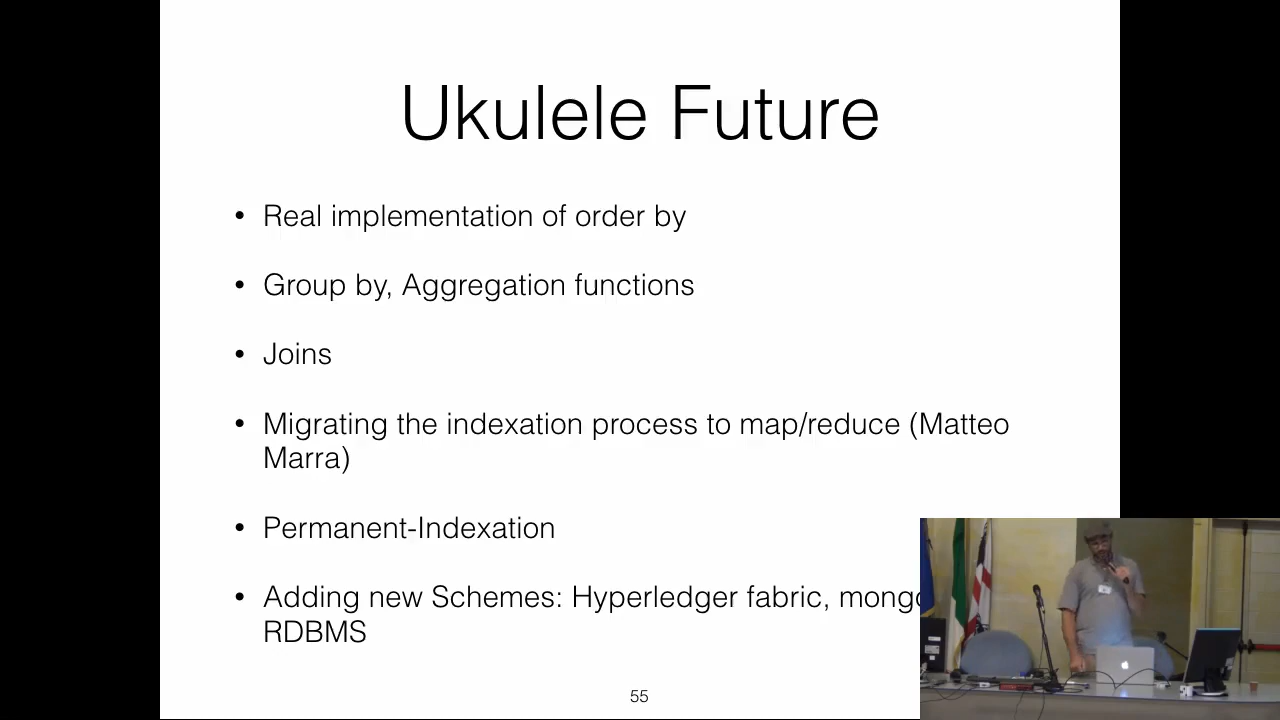 Ukulele Future
• Real implementation of order by
• Group by, Aggregation functions
• Joins
• Migrating the indexation process to map/reduce (Matteo
Marra)
• Permanent-Indexation
• Adding new Schemes: Hyperledger fabric,
RDBMS
55